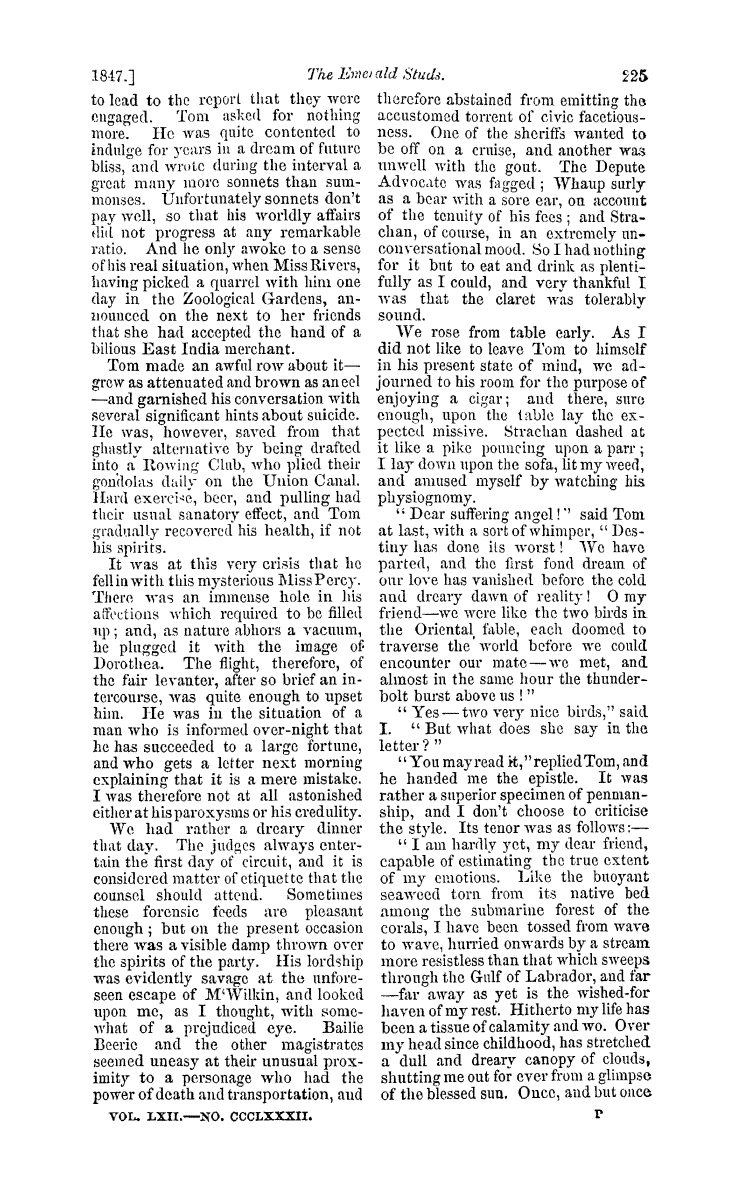 1847.] The Emerald Studs. 225
to lead to the report that they were
engaged. Tom asked for nothing
more. He was quite contented to
indulge for years in a dream of future
bliss, and wrote during the interval a
great many more sonnets than sum-
monses. Unfortunately sonnets don't
pay well, so that his worldly affairs
did not progress at any remarkable
ratio. And he only awoke to a sense
of his real situation, when Miss Rivers,
having picked a quarrel with him one
day in the Zoological Gardens, an-
nounced on the next to her friends
that she had accepted the hand of a
bilious East India merchant.
Tom made an awful row about it—
grew as attenuated and brown as an eel
—and garnished his conversation with
several significant hints about suicide.
He was, however, saved from that
ghastly alternative by being drafted
into a Rowing Club, who plied their
gondolas daily on the Union Canal.
Hard exercise, beer, and pulling had
their usual sanatory effect, and Tom
gradually recovered his health, if not
his spirits.
It was at this very crisis that he
fell in with this mysterious Miss Percy.
There was an immense hole in his
affections which required to be filled
up; and, as nature abhors a vacuum,
he plugged it with the image of
Dorothea. The flight, therefore, of
the fair levanter, after so brief an in-
tercourse, was quite enough to upset
him. He was in the situation of a
man who is informed over-night that
he has succeeded to a large fortune,
and who gets a letter next morning
explaining that it is a mere mistake.
I was therefore not at all astonished
either at his paroxysms or his credulity.
We had rather a dreary dinner
that day. The judges always enter-
tain the first day of circuit, and it is
considered matter of etiquette that the
counsel should attend. Sometimes
these forensic feeds are pleasant
enough; but on the present occasion
there was a visible damp thrown over
the spirits of the party. His lordship
was evidently savage at the unfore-
seen escape of M‘Wilkin, and looked
upon me, as I thought, with some-
what of a prejudiced eye. Bailie
Beerie and the other magistrates
seemed uneasy at their unusual prox-
imity to a personage who had the
power of death and transportation, and
therefore abstained from emitting the
accustomed torrent of civic facetious-
ness. One of the sheriffs wanted to
be off on a cruise, and another was
unwell with the gout. The Depute
Advocate was fagged; Whaup surly
as a bear with a sore ear, on account
of the tenuity of his fees; and Stra-
chan, of course, in an extremely un-
conversational mood. So I had nothing
for it but to eat and drink as plenti-
fully as I could, and very thankful I
was that the claret was tolerably
sound.
We rose from table early. As I
did not like to leave Tom to himself
in his present state of mind, we ad-
journed to his room for the purpose of
enjoying a cigar; and there, sure
enough, upon the table lay the ex-
pected missive. Strachan dashed at
it like a pike pouncing upon a parr;
I lay down upon the sofa, lit my weed,
and amused myself by watching his
physiognomy.
“Dear suffering angel!” said Tom
at last, with a sort of whimper, “Des-
tiny has done its worst! We have
parted, and the first fond dream of
our love has vanished before the cold
and dreary dawn of reality! O my
friend—we were like the two birds in
the Oriental fable, each doomed to
traverse the world before we could
encounter our mate—we met, and
almost in the same hour the thunder-
bolt burst above us!”
“Yes—two very nice birds,” said
I. “But what does she say in the
letter?”
“You may read it,” replied Tom, and
he handed me the epistle. It was
rather a superior specimen of penman-
ship, and I don't choose to criticise
the style. Its tenor was as follows:—
“I am hardly yet, my dear friend,
capable of estimating the true extent
of my emotions. Like the buoyant
seaweed torn from its native bed
among the submarine forest of the
corals, I have been tossed from wave
to wave, hurried onwards by a stream
more resistless than that which sweeps
through the Gulf of Labrador, and far
—far away as yet is the wished-for
haven of my rest. Hitherto my life has
been a tissue of calamity and wo. Over
my head since childhood, has stretched
a dull and dreary canopy of clouds,
shutting me out for ever from a glimpse
of the blessed sun. Once, and but once
VOL. LXII.—NO. CCCLXXXII. P